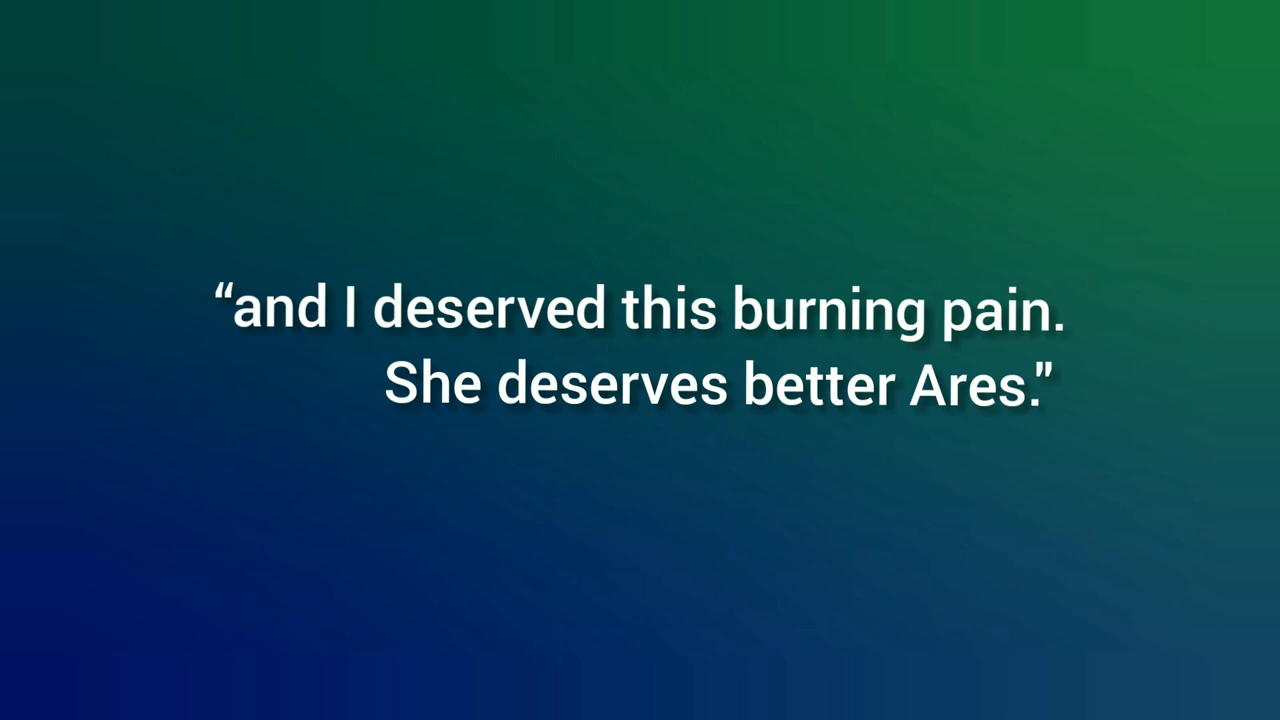 “and I deserved this burning pain.
She deserves better Ares."